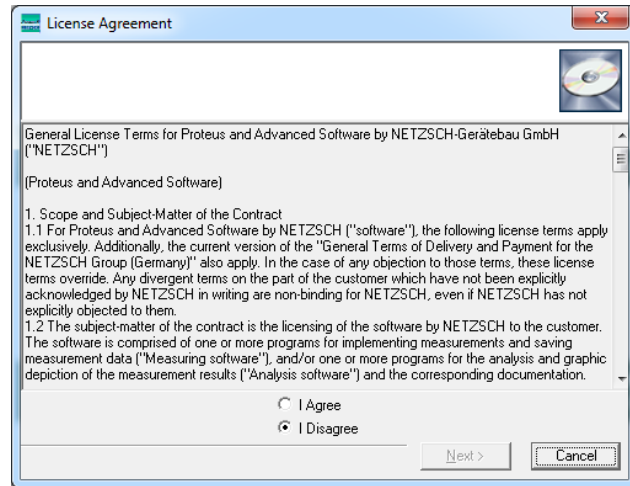 License Agreement
General License Terms for Proteus and Advanced Software by NETZSCH-Gerätebau GmbH
("NETZSCH")
(Proteus and Advanced Software)
1. Scope and Subject-Matter of the Contract
1.1 For Proteus and Advanced Software by NETZSCH ("software"), the following license terms apply
exclusively. Additionally, the current version of the "General Terms of Delivery and Payment for the
NETZSCH Group (Germany)" also apply. In the case of any objection to those terms, these license
terms override. Any divergent terms on the part of the customer which have not been explicitly
acknowledged by NETZSCH in writing are non-binding for NETZSCH, even if NETZSCH has not
explicitly objected to them.
1.2 The subject-matter of the contract is the licensing of the software by NETZSCH to the customer.
The software is comprised of one or more programs for implementing measurements and saving
measurement data ("Measuring software"), and/or one or more programs for the analysis and graphic
depiction of the measurement results ("Analysis software") and the corresponding documentation.
I Agree
I Disagree
Next >
Cancel